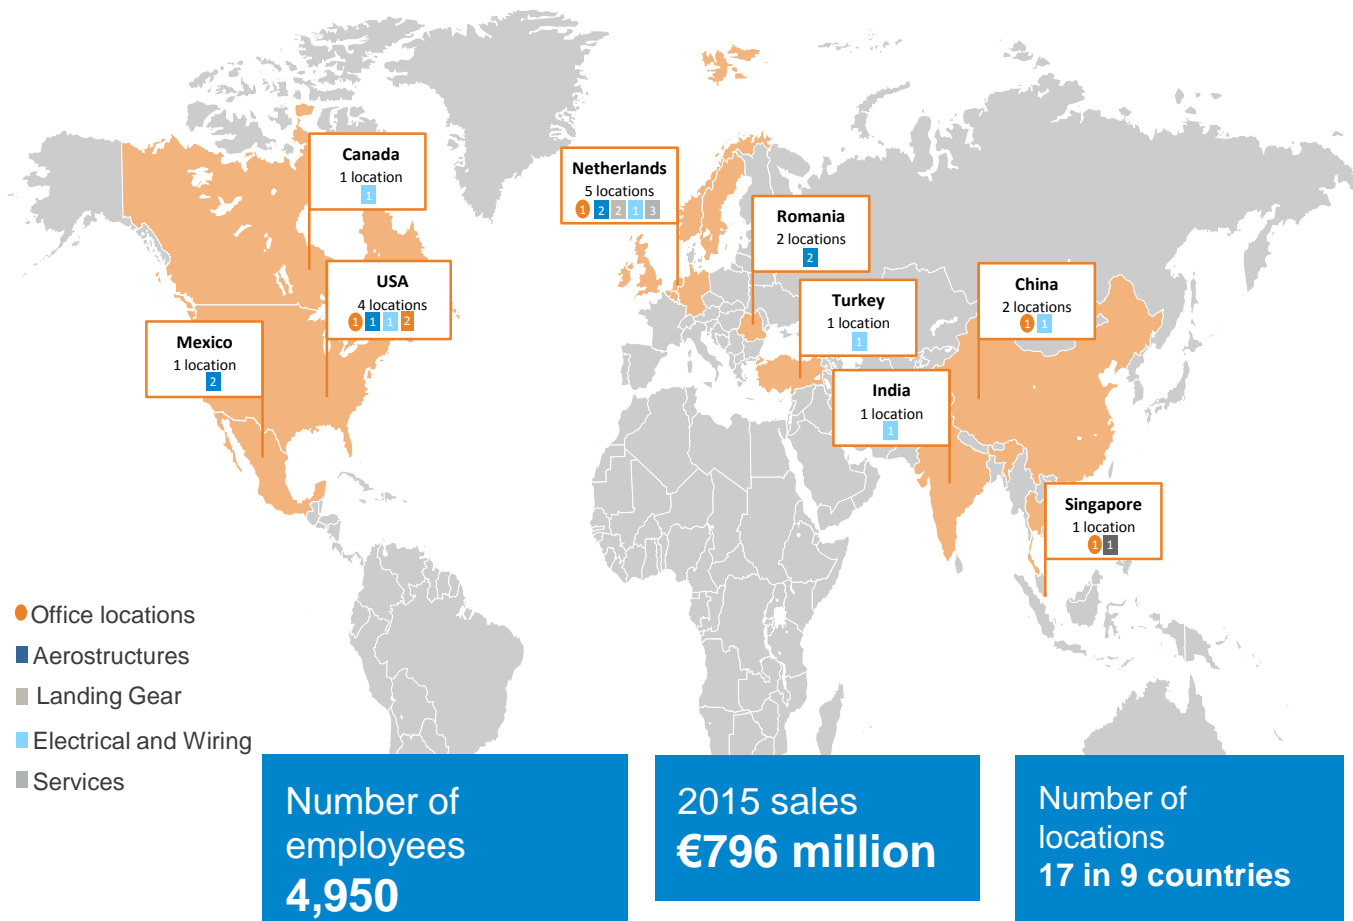 Canada
1 location
1
Netherlands
5 locations
1 2 2 1 3
Romania
2 locations
2
USA
4 locations
1 1 1 2
China
2 locations
1 1
Turkey
1 location
1
Mexico
1 location
2
India
1 location
1
Singapore
1 location
1 1
Office locations
Aerostructures
Landing Gear
Electrical and Wiring
Services
Number of
employees
4,950
2015 sales
€796 million
Number of
locations
17 in 9 countries